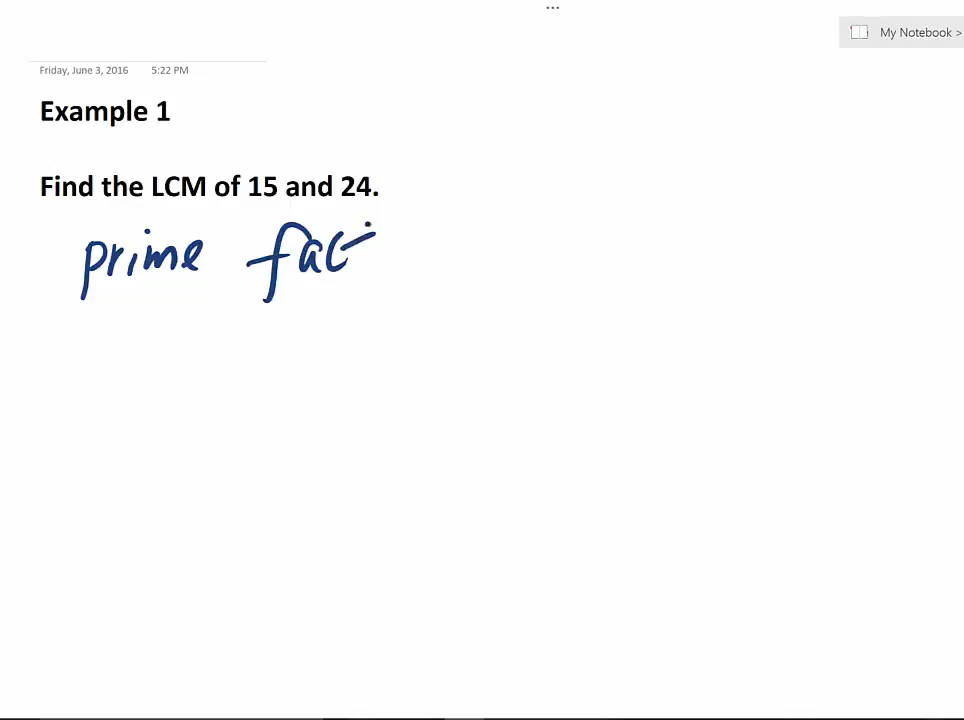 ...
My Notebook >
Friday, June 3, 2016 5:22 PM
Example 1
Find the LCM of 15 and 24.
prime fac